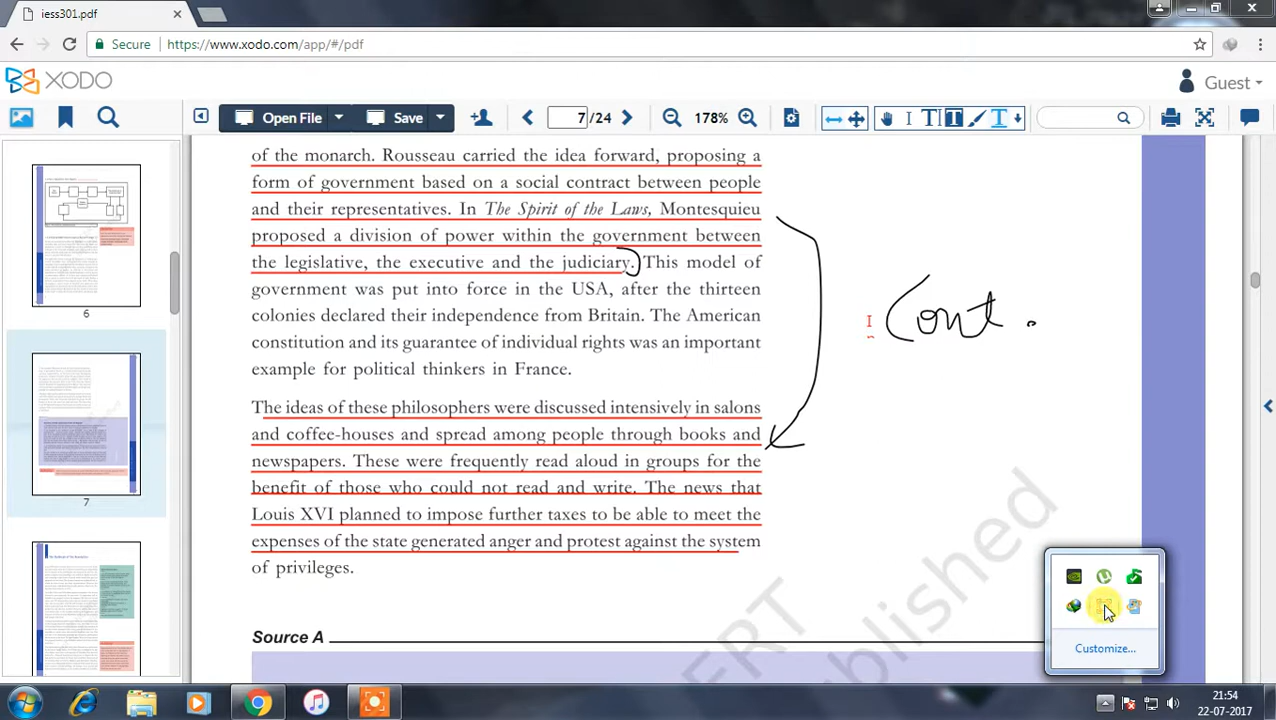 iess301.pdf
Secure https://www.xodo.com/app/#/pdf
XODO
Guest
Open File Save 7 /24 178%
of the monarch. Rousseau carried the idea forward, proposing a
form of government based on a social contract between people
and their representatives. In The Spirit of the Laws, Montesquieu
proposed a division of power within the government between
the legislative, the executive and the judiciary. This model of
government was put into force in the USA, after the thirteen
colonies declared their independence from Britain. The American
constitution and its guarantee of individual rights was an important
example for political thinkers in France.
The ideas of these philosophers were discussed intensively in salons
and coffee-houses and spread among people through books and
newspapers. These were frequently read aloud in groups for the
benefit of those who could not read and write. The news that
Louis XVI planned to impose further taxes to be able to meet the
expenses of the state generated anger and protest against the system
of privileges.
Source A
Cont .
6
7
Customize...
21:54
22-07-2017